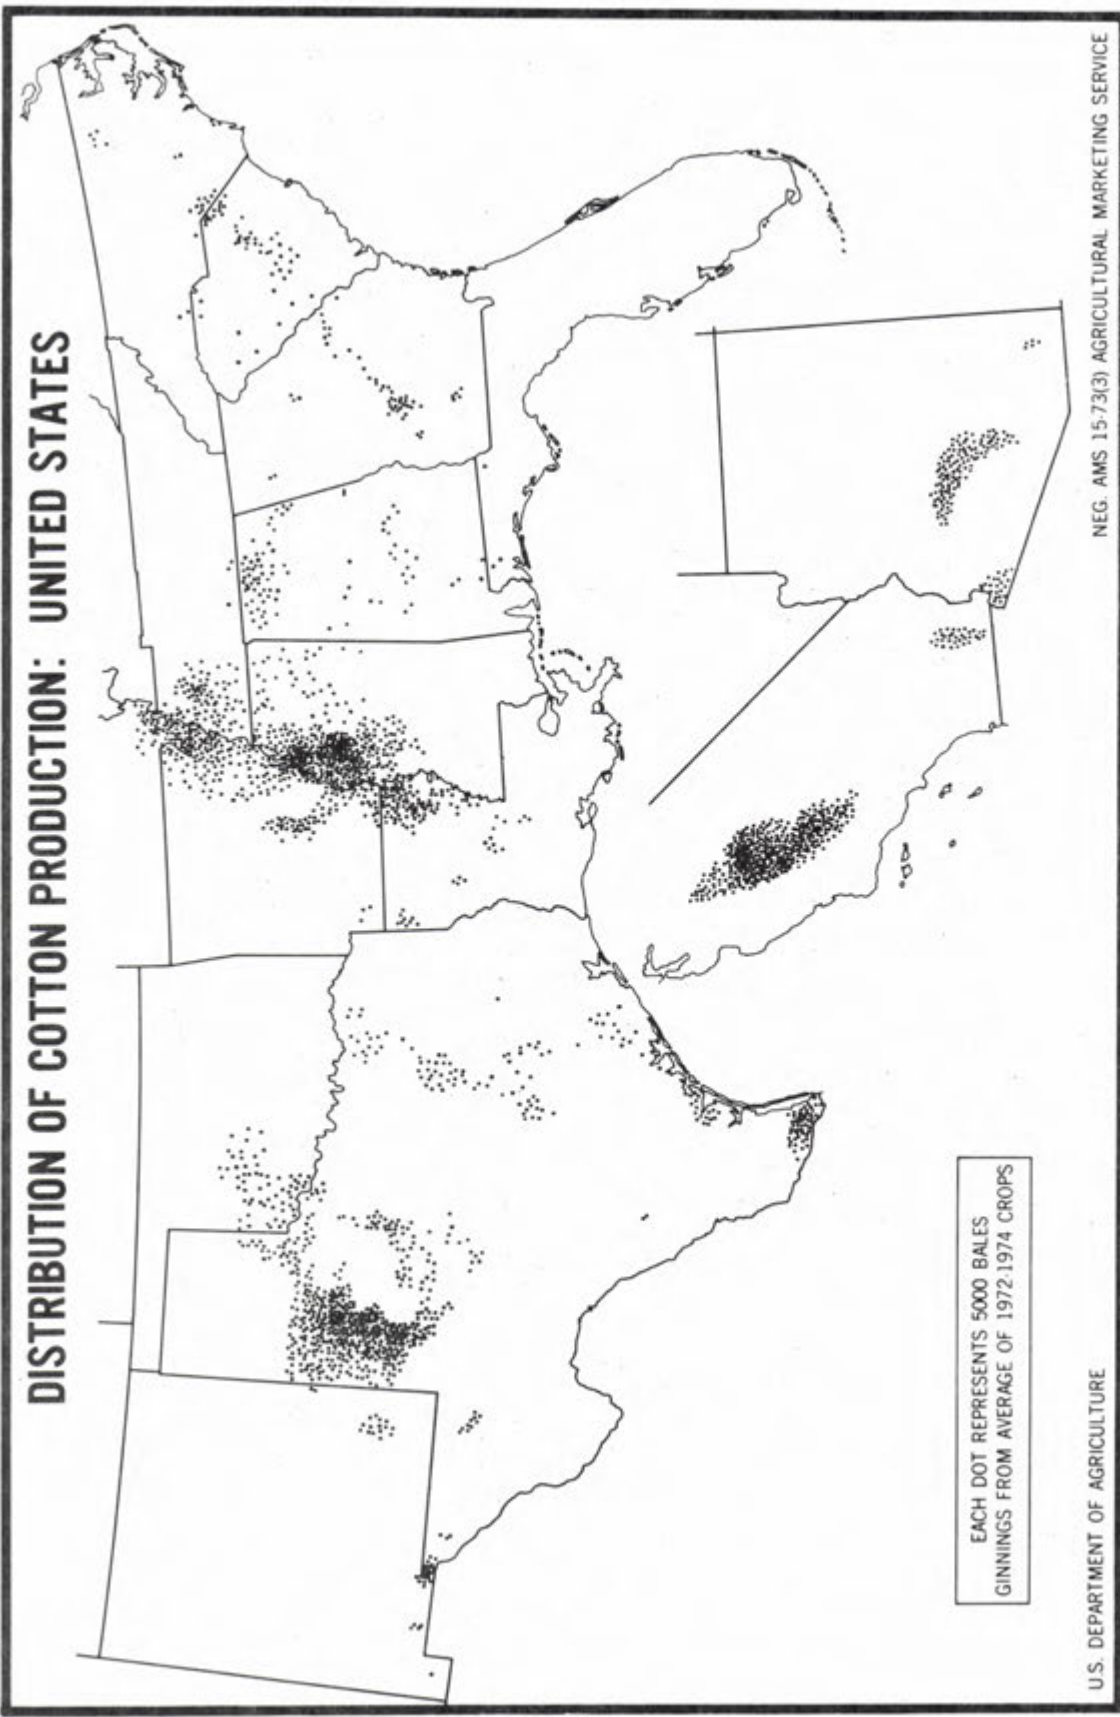 DISTRIBUTION OF COTTON PRODUCTION: UNITED STATES
EACH DOT REPRESENTS 5000 BALES
GINNINGS FROM AVERAGE OF 1972-1974 CROPS
U.S. DEPARTMENT OF AGRICULTURE
NEG. AMS 15-73(3) AGRICULTURAL MARKETING SERVICE